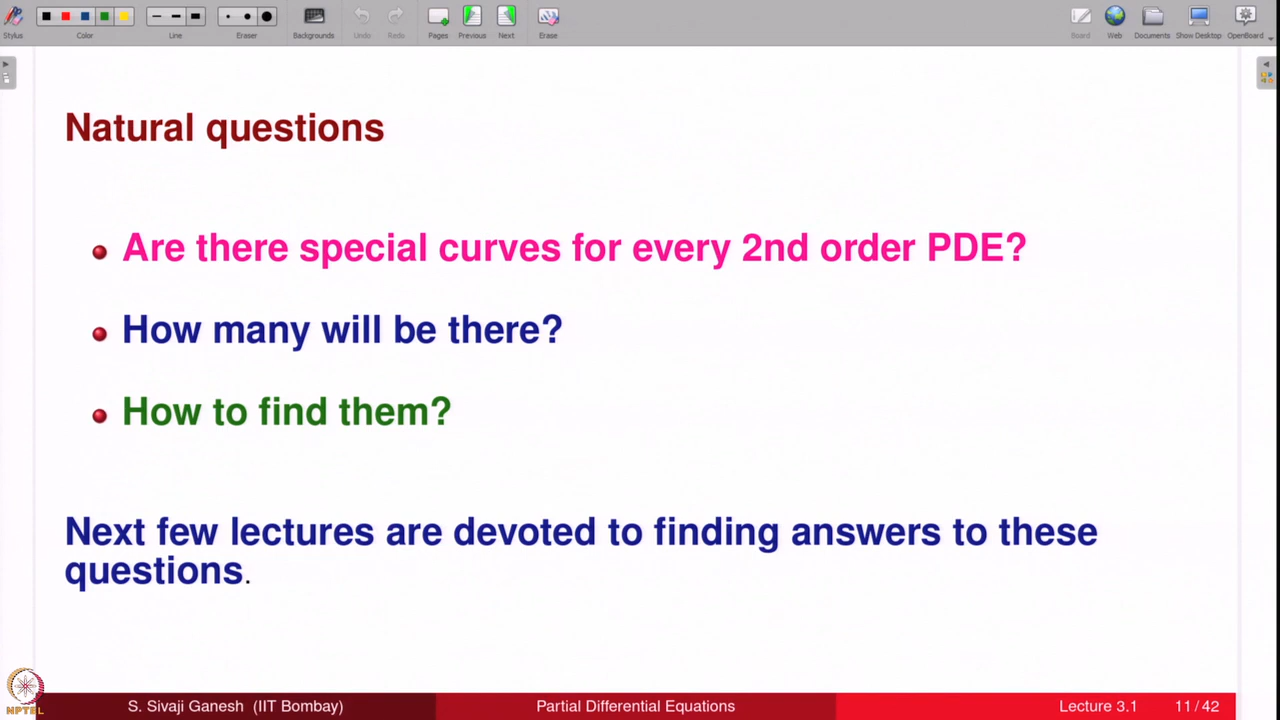 Stylus
Color
Line
Eraser
Backgrounds
Undo
Redo
Pages
Previous
Next
Erase
Board
Web
Documents
Show Desktop
OpenBoard
Natural questions
Are there special curves for every 2nd order PDE?
How many will be there?
How to find them?
Next few lectures are devoted to finding answers to these
questions.
NPTEL
S. Sivaji Ganesh (IIT Bombay)
Partial Differential Equations
Lecture 3.1
11 / 42